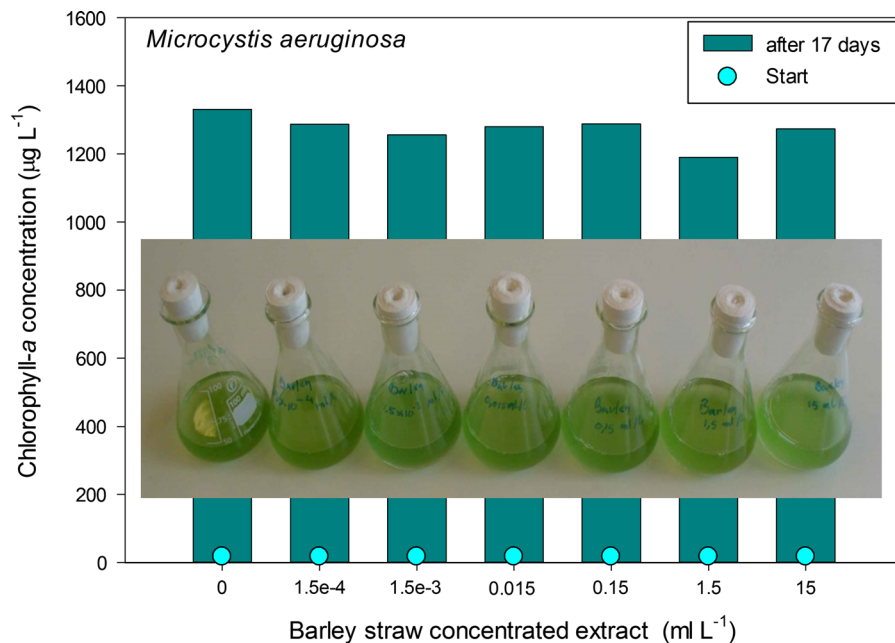 Microcystis aeruginosa
after 17 days
Start
Chlorophyll-a concentration (µg L⁻¹)
1600
1400
1200
1000
800
600
400
200
0
100
Barley
Barley
Barley
Barley
0,15 ml/l
Barley
1,5 ml/l
15 ml/l
0
1.5e-4
1.5e-3
0.015
0.15
1.5
15
Barley straw concentrated extract (ml L⁻¹)